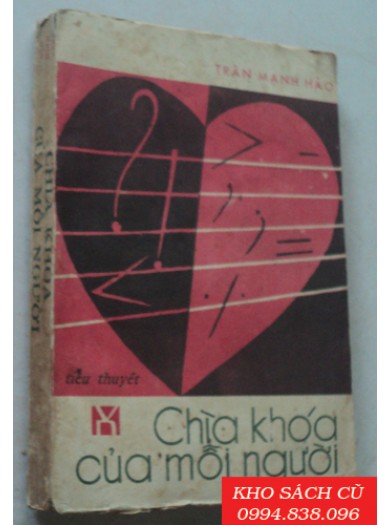 TRẦN MẠNH HẢO
CHÌA KHÓA
CỦA MỖI NGƯỜI
tiểu thuyết
Chìa khóa
của mỗi người
KHO SÁCH CŨ
0994.838.096